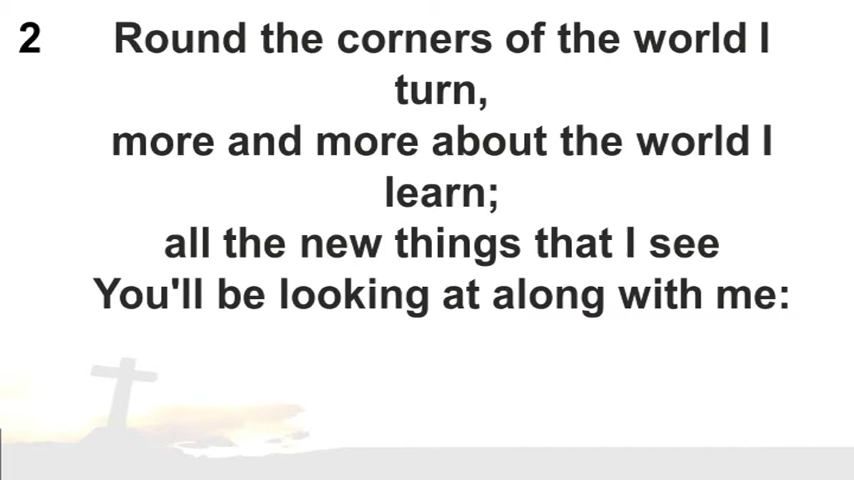 2 Round the corners of the world I
turn,
more and more about the world I
learn;
all the new things that I see
You'll be looking at along with me: